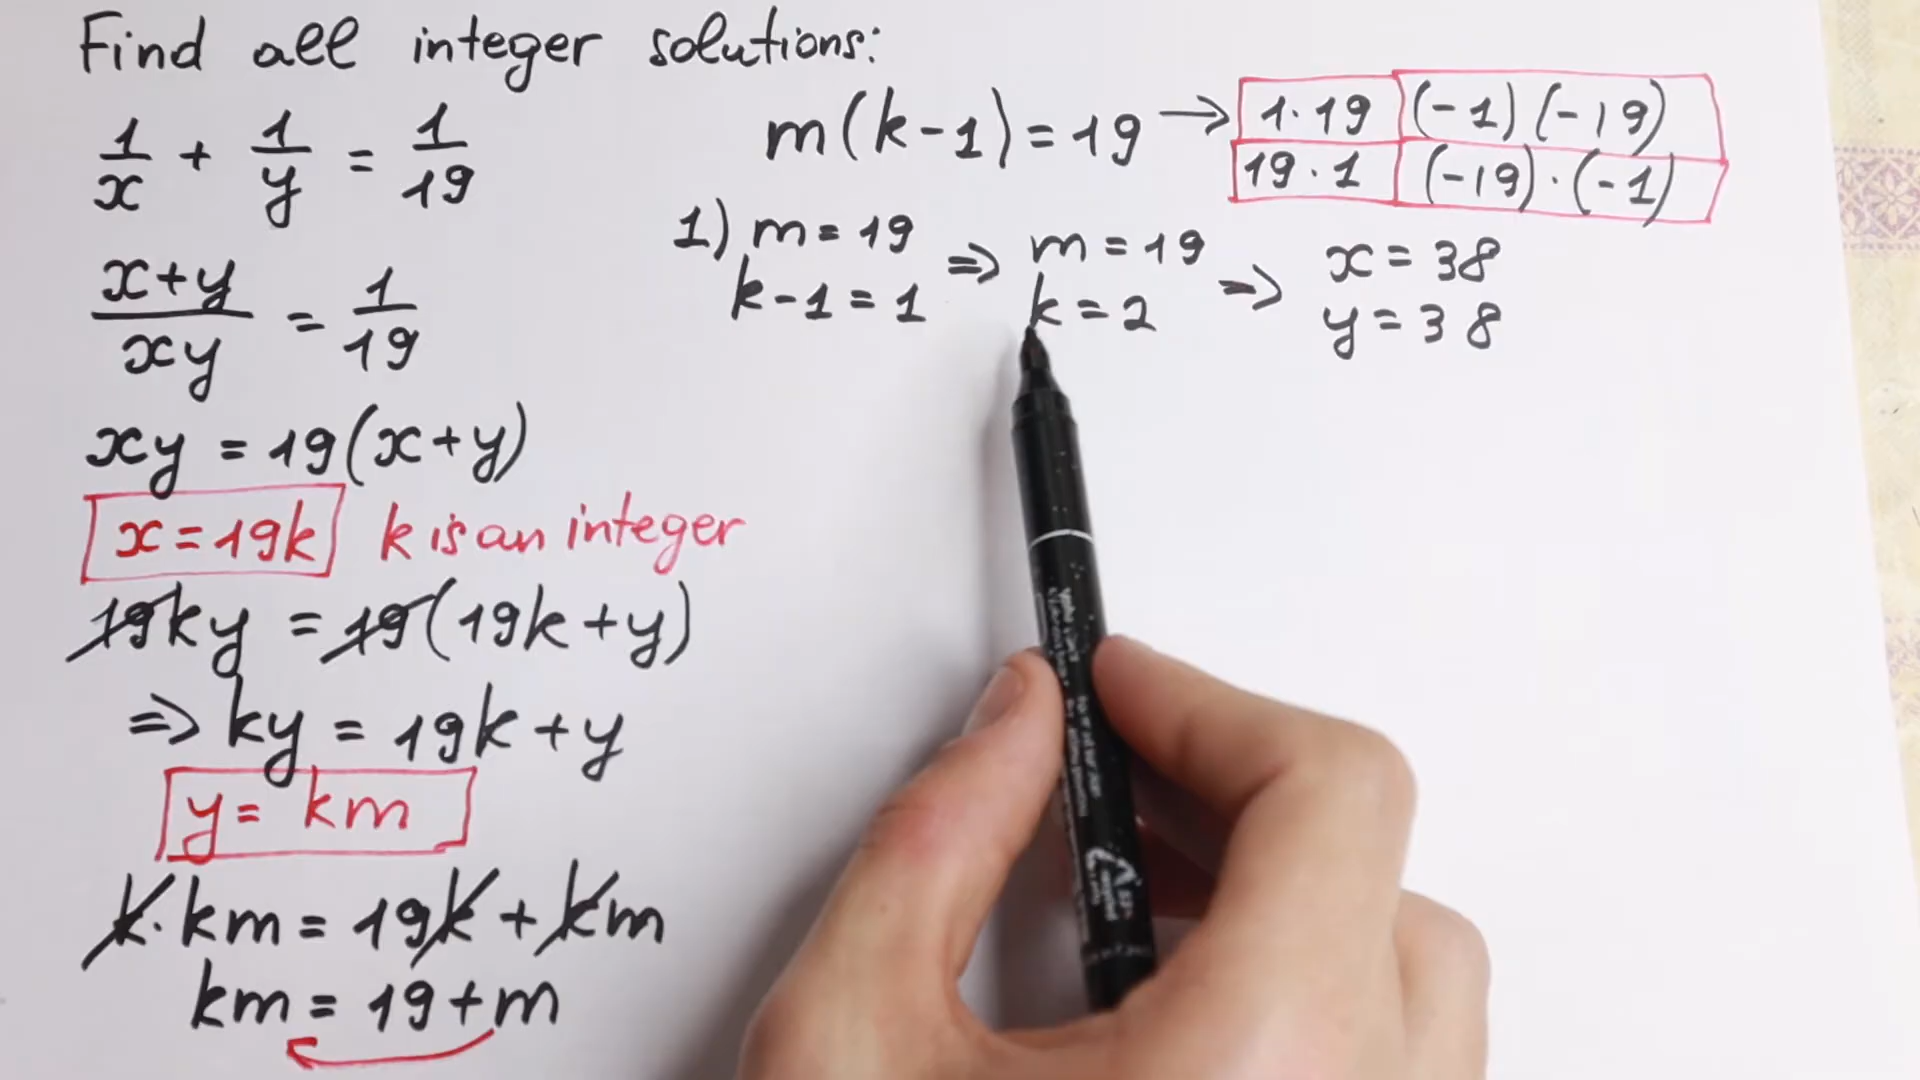 Find all integer solutions:
1/x + 1/y = 1/19
x+y/xy = 1/19
xy = 19(x+y)
x = 19k k is an integer
19ky = 19(19k+y)
=> ky = 19k + y
y = km
k·km = 19k + km
km = 19 + m
m(k-1) = 19 → 1·19 (-1)(-19)
19·1 (-19)·(-1)
1) m = 19 => m = 19 => x = 38
k-1 = 1 k = 2 y = 38